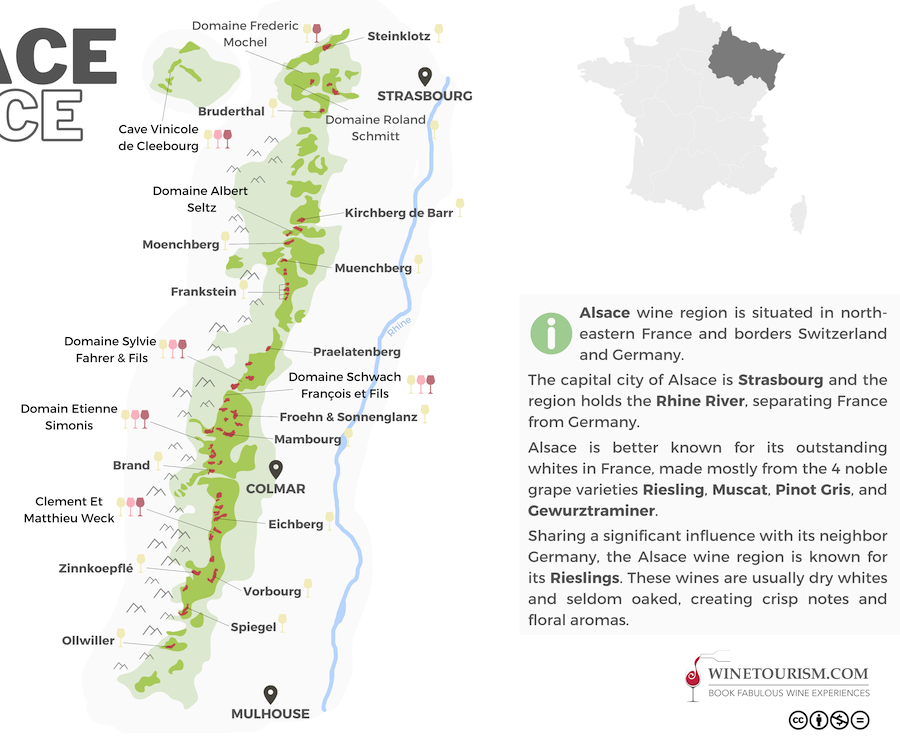 ACE
CE
Domaine Frederic
Mochel
Steinklotz
STRASBOURG
Bruderthal
Domaine Roland
Schmitt
Cave Vinicole
de Cleebourg
Domaine Albert
Seltz
Kirchberg de Barr
Moenchberg
Muenchberg
Frankstein
Rhine
Domaine Sylvie
Fahrer & Fils
Praelatenberg
Domaine Schwach
François et Fils
Domain Etienne
Simonis
Froehn & Sonnenglanz
Mambourg
Brand
COLMAR
Clement Et
Matthieu Weck
Eichberg
Zinnkoepflé
Vorbourg
Spiegel
Ollwiller
MULHOUSE
i
Alsace wine region is situated in north-
eastern France and borders Switzerland
and Germany.
The capital city of Alsace is Strasbourg and the
region holds the Rhine River, separating France
from Germany.
Alsace is better known for its outstanding
whites in France, made mostly from the 4 noble
grape varieties Riesling, Muscat, Pinot Gris, and
Gewurztraminer.
Sharing a significant influence with its neighbor
Germany, the Alsace wine region is known for
its Rieslings. These wines are usually dry whites
and seldom oaked, creating crisp notes and
floral aromas.
WINETOURISM.COM
BOOK FABULOUS WINE EXPERIENCES
cc